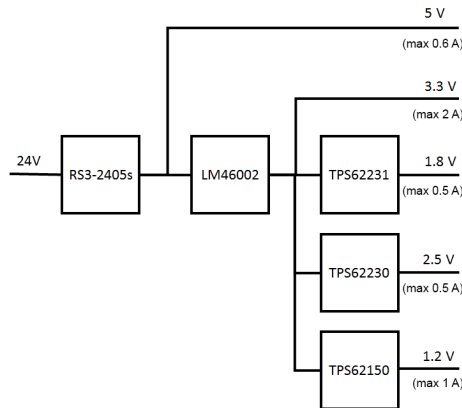 5 V
(max 0.6 A)
3.3 V
(max 2 A)
24V
RS3-2405s
LM46002
TPS62231
1.8 V
(max 0.5 A)
TPS62230
2.5 V
(max 0.5 A)
TPS62150
1.2 V
(max 1 A)